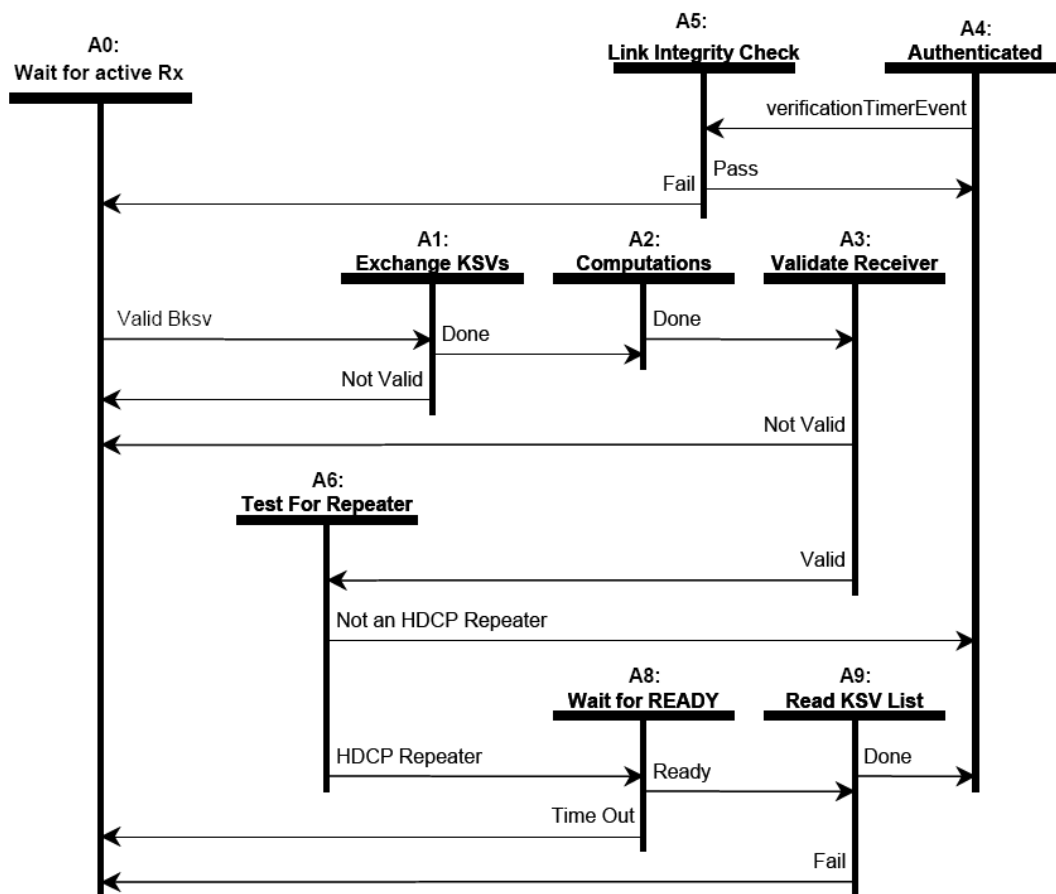 A0:
Wait for active Rx
A5:
Link Integrity Check
A4:
Authenticated
verificationTimerEvent
Pass
Fail
A1:
Exchange KSVs
A2:
Computations
A3:
Validate Receiver
Valid Bksv
Done
Done
Not Valid
Not Valid
A6:
Test For Repeater
Valid
Not an HDCP Repeater
A8:
Wait for READY
A9:
Read KSV List
HDCP Repeater
Ready
Done
Time Out
Fail